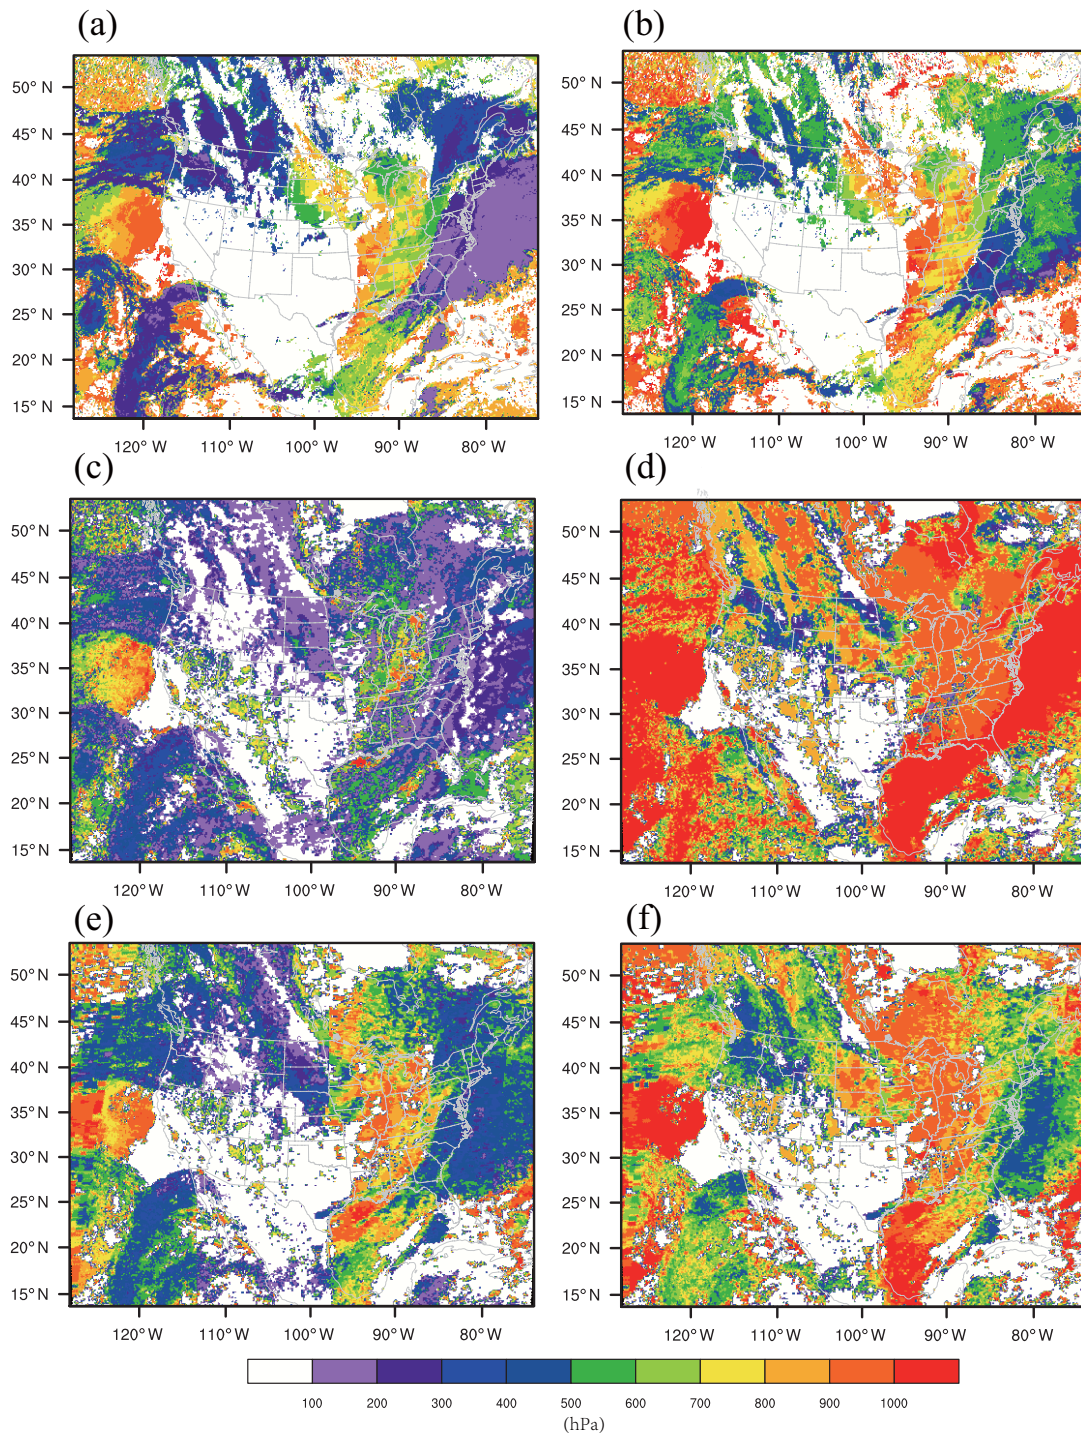 (a) (b)
50° N 50° N
45° N 45° N
40° N 40° N
35° N 35° N
30° N 30° N
25° N 25° N
20° N 20° N
15° N 15° N
120° W 110° W 100° W 90° W 80° W 120° W 110° W 100° W 90° W 80° W
(c) (d)
50° N 50° N
45° N 45° N
40° N 40° N
35° N 35° N
30° N 30° N
25° N 25° N
20° N 20° N
15° N 15° N
120° W 110° W 100° W 90° W 80° W 120° W 110° W 100° W 90° W 80° W
(e) (f)
50° N 50° N
45° N 45° N
40° N 40° N
35° N 35° N
30° N 30° N
25° N 25° N
20° N 20° N
15° N 15° N
120° W 110° W 100° W 90° W 80° W 120° W 110° W 100° W 90° W 80° W
100 200 300 400 500 600 700 800 900 1000
(hPa)